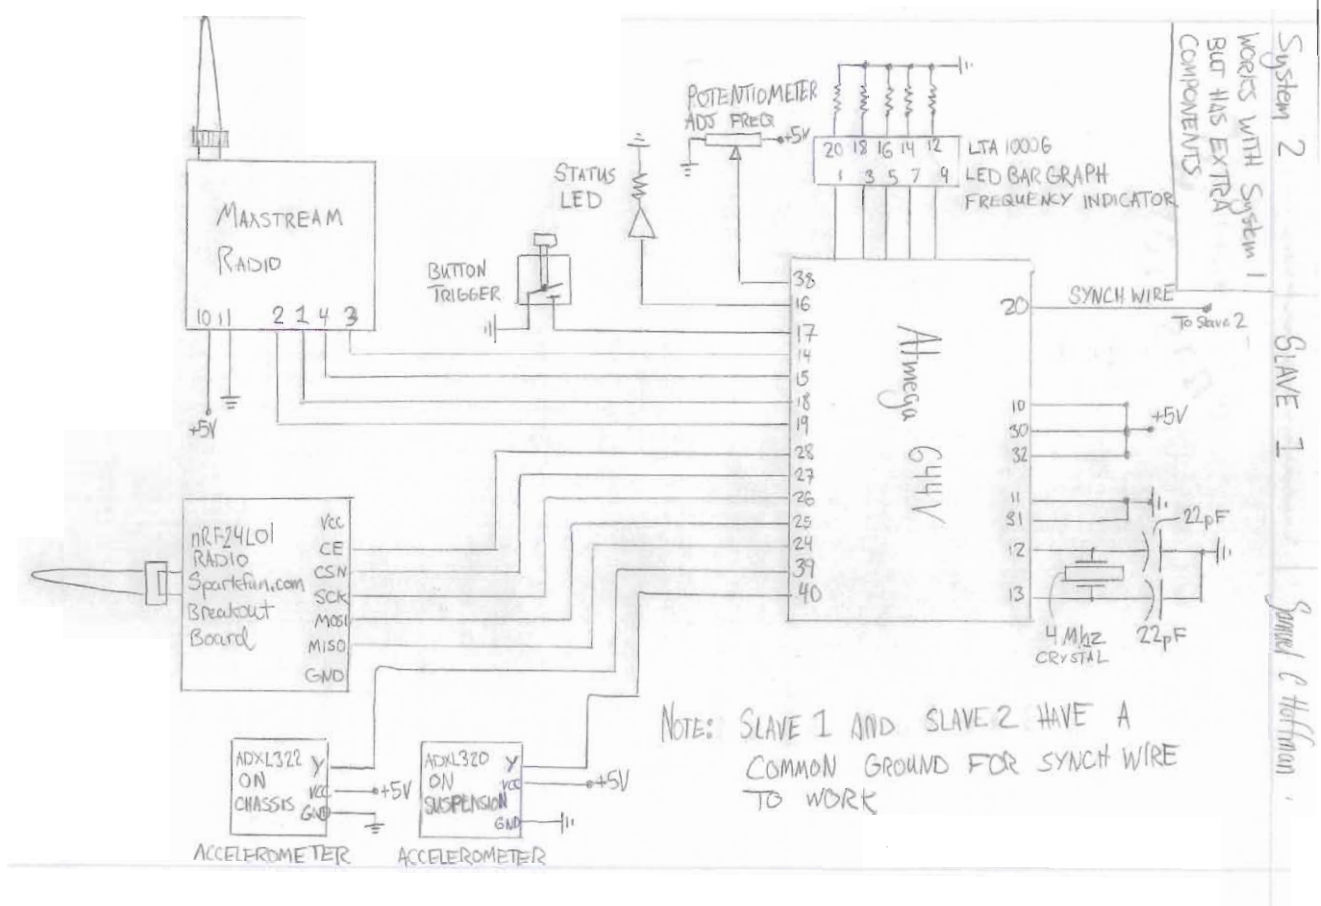 System 2
WORKS WITH System 1
BUT HAS EXTRA
COMPONENTS
SLAVE 1
Samuel C Hoffman
MAXSTREAM
RADIO
10 11 2 1 4 3
+5V
BUTTON
TRIGGER
STATUS
LED
POTENTIOMETER
ADJ FREQ
+5V
20 18 16 14 12
1 3 5 7 9
LTA 1000G
LED BAR GRAPH
FREQUENCY INDICATOR
Atmega 644V
38
16
17
14
15
18
19
28
27
26
25
24
39
40
20
SYNCH WIRE
To Slave 2
10
30
32
+5V
11
31
12
13
22pF
22pF
4 Mhz
CRYSTAL
nRF24L01
RADIO
Sparkfun.com
Breakout
Board
Vcc
CE
CSN
SCK
MOSI
MISO
GND
ADXL322
ON
CHASSIS
Y
VCC
GND
+5V
ACCELEROMETER
ADXL320
ON
SUSPENSION
Y
VCC
GND
+5V
ACCELEROMETER
NOTE: SLAVE 1 AND SLAVE 2 HAVE A
COMMON GROUND FOR SYNCH WIRE
TO WORK